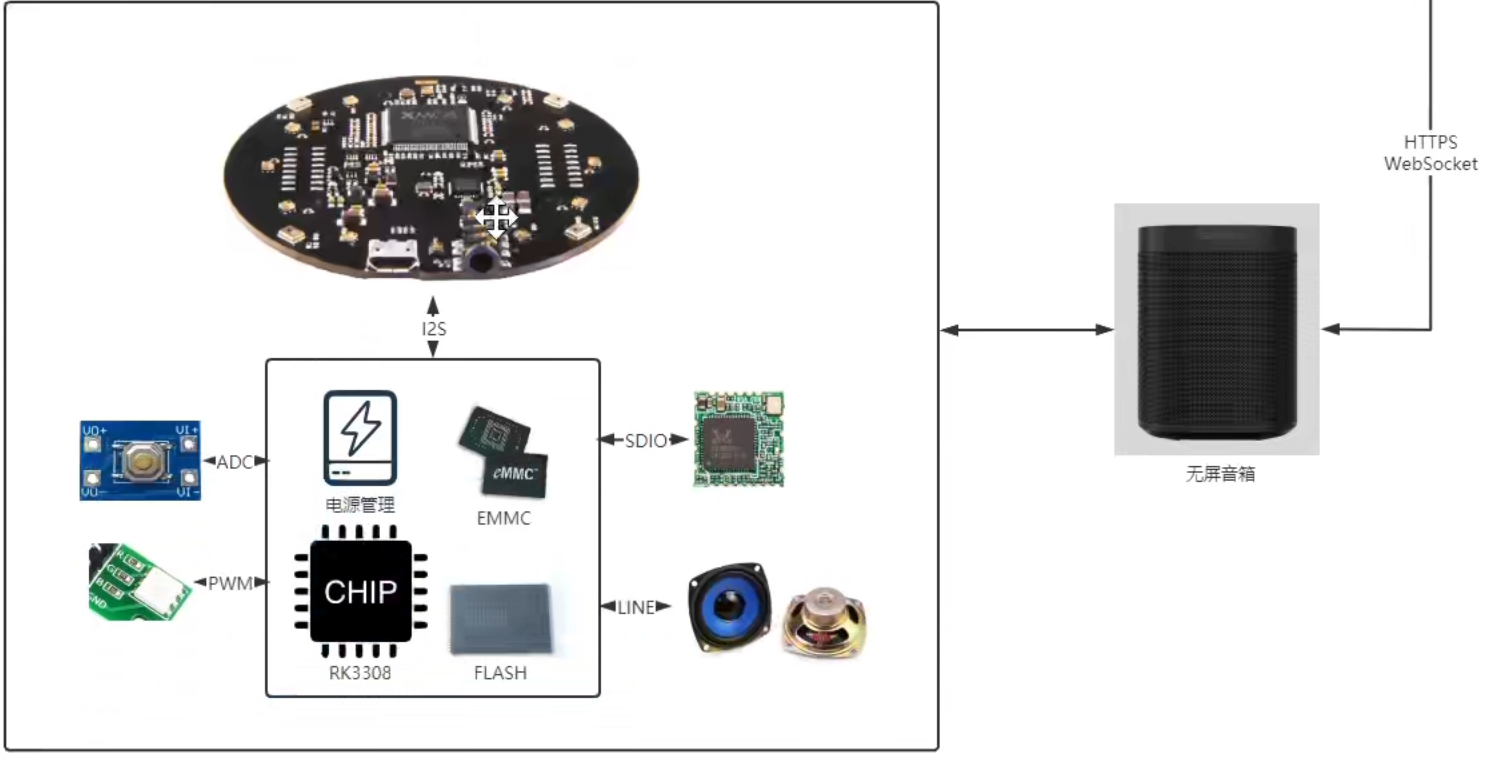 HTTPS
WebSocket
I2S
VO+
VI+
ADC
VO-
VI-
电源管理
eMMC
EMMC
SDIO
无屏音箱
R
G
B
GND
PWM
CHIP
RK3308
FLASH
LINE